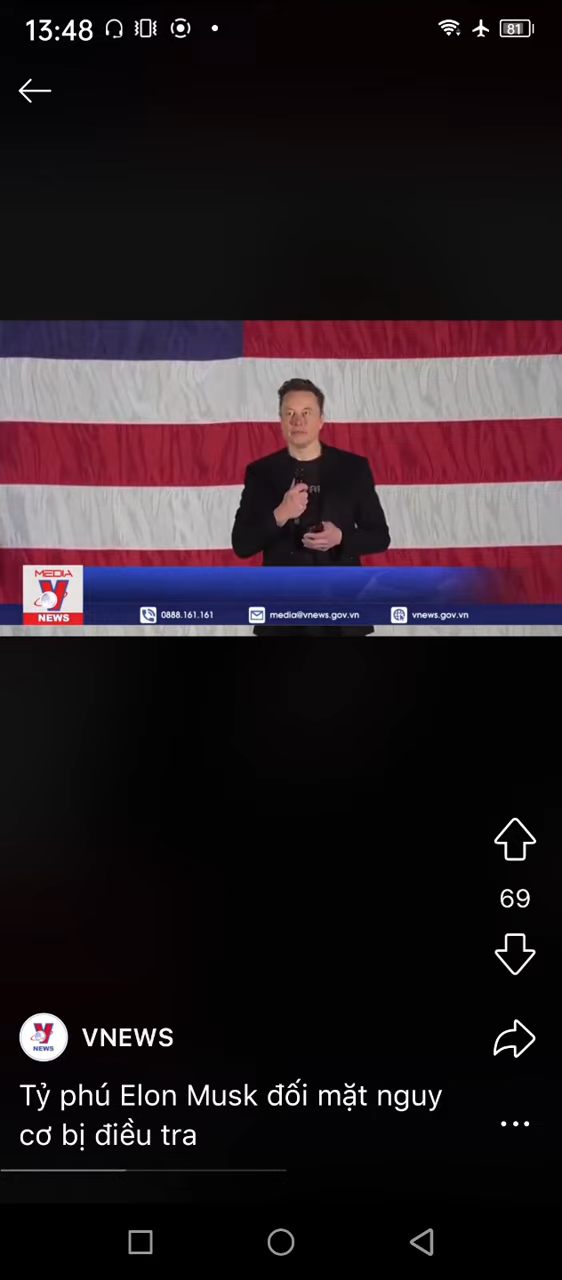 13:48
81
MEDIA
V
NEWS
0888.161.161
media@vnews.gov.vn
vnews.gov.vn
69
V
NEWS
VNEWS
Tỷ phú Elon Musk đối mặt nguy
cơ bị điều tra